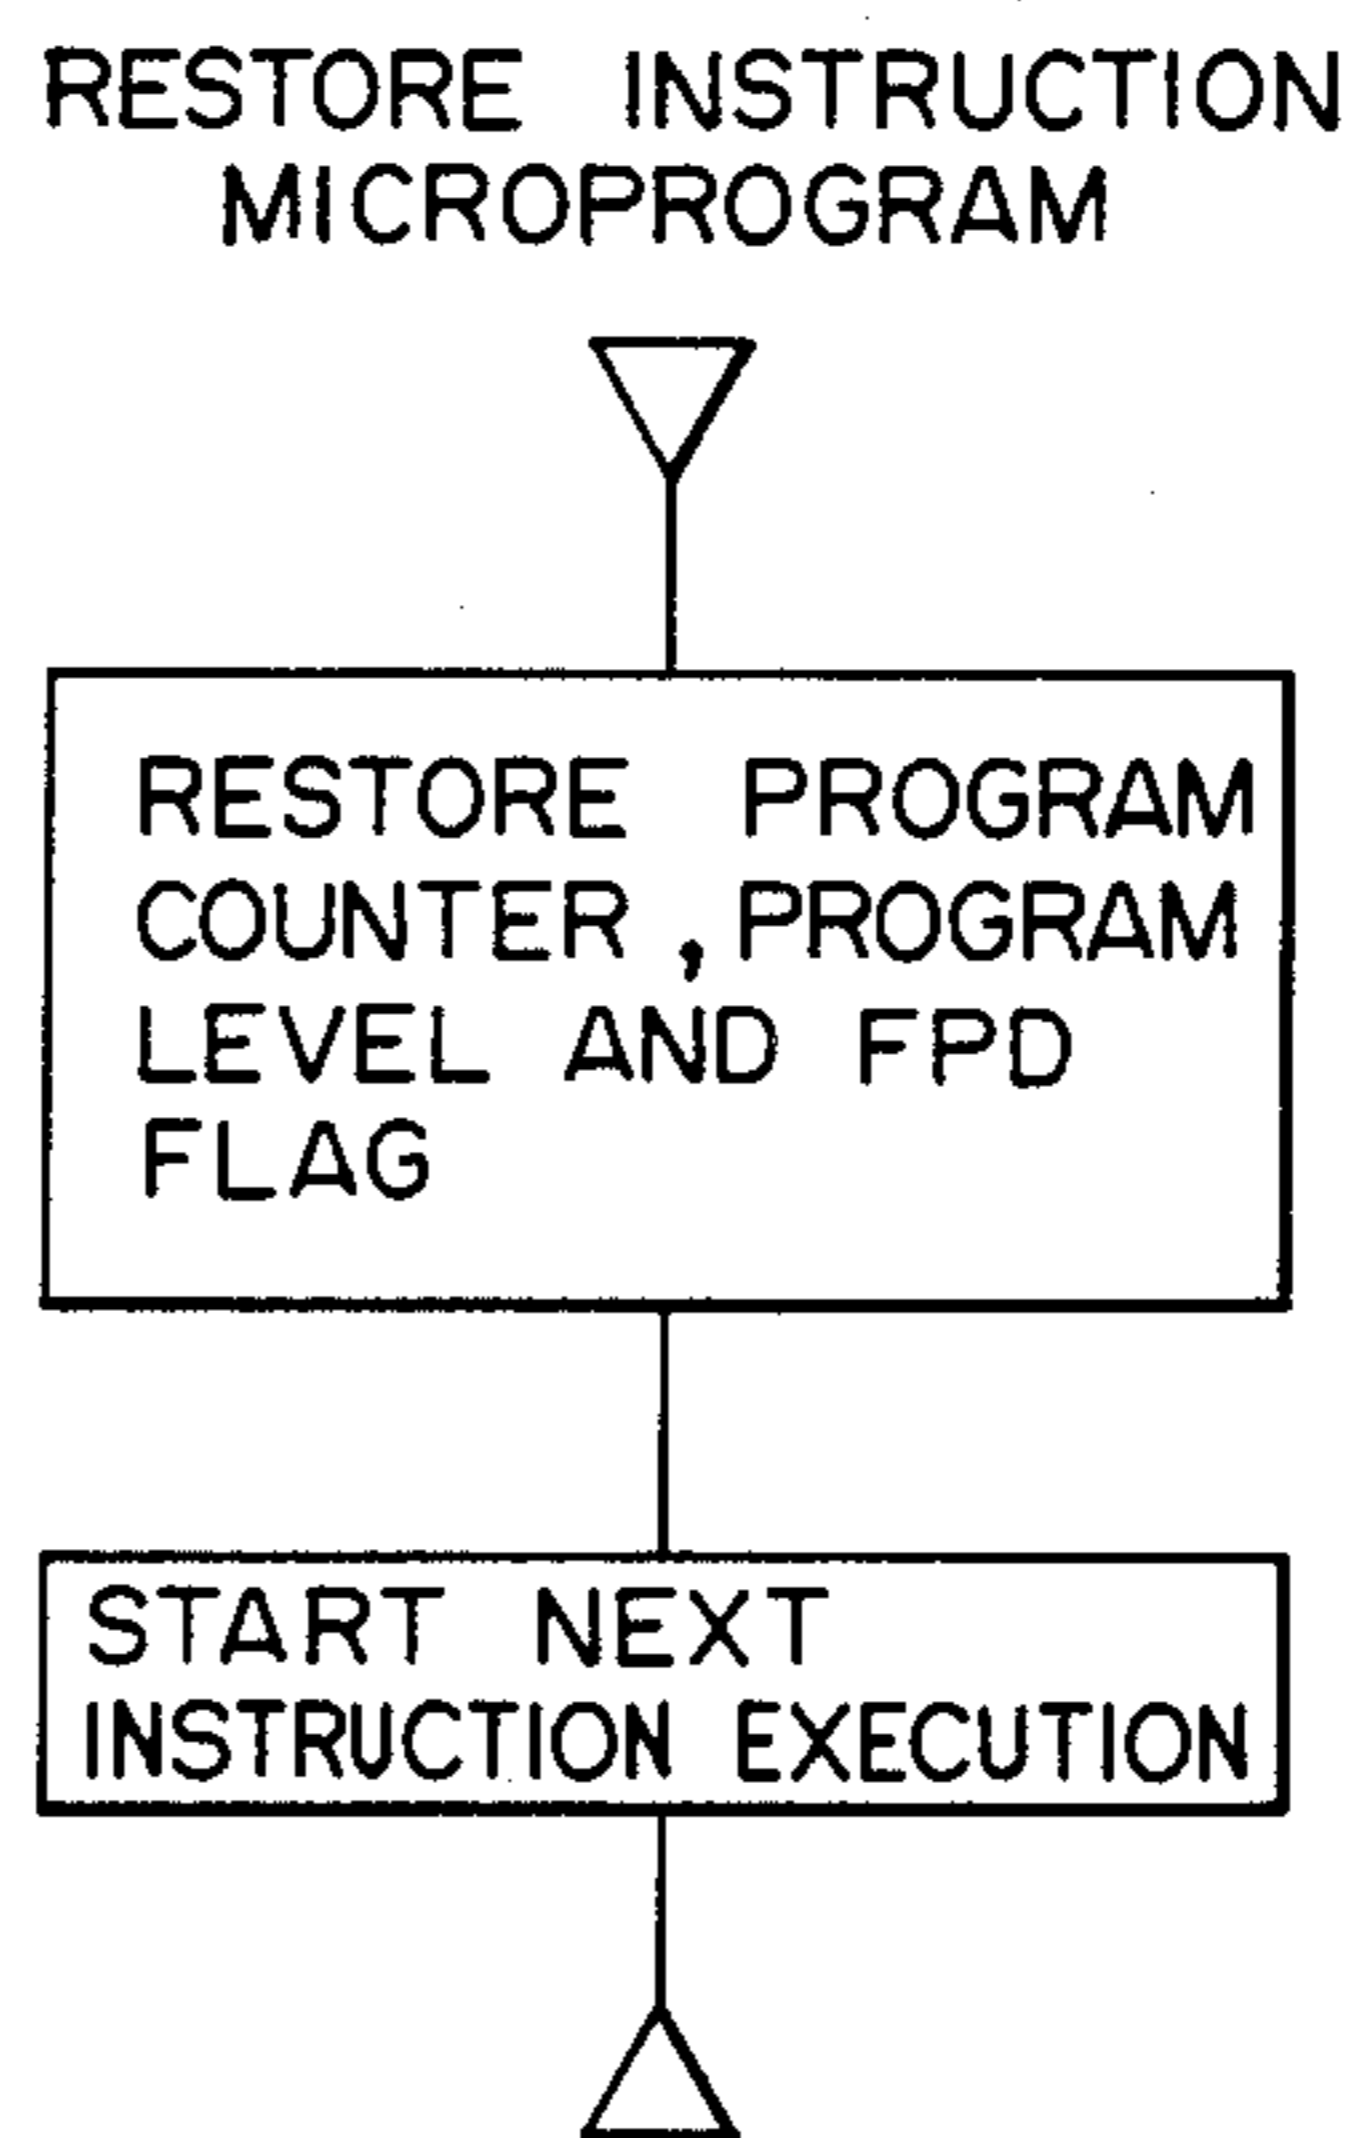 RESTORE INSTRUCTION
MICROPROGRAM
RESTORE PROGRAM
COUNTER, PROGRAM
LEVEL AND FPD
FLAG
START NEXT
INSTRUCTION EXECUTION